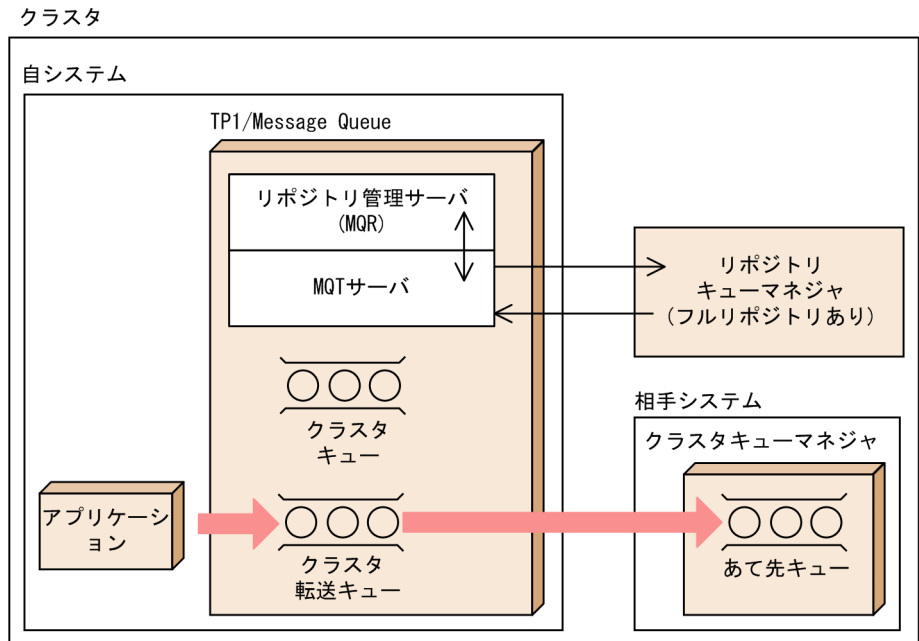 クラスタ
自システム
TP1/Message Queue
リポジトリ管理サーバ
(MQR)
MQTサーバ
リポジトリ
キューマネジャ
(フルリポジトリあり)
クラスタ
キュー
相手システム
クラスタキューマネジャ
アプリケーシ
ョン
クラスタ
転送キュー
あて先キュー